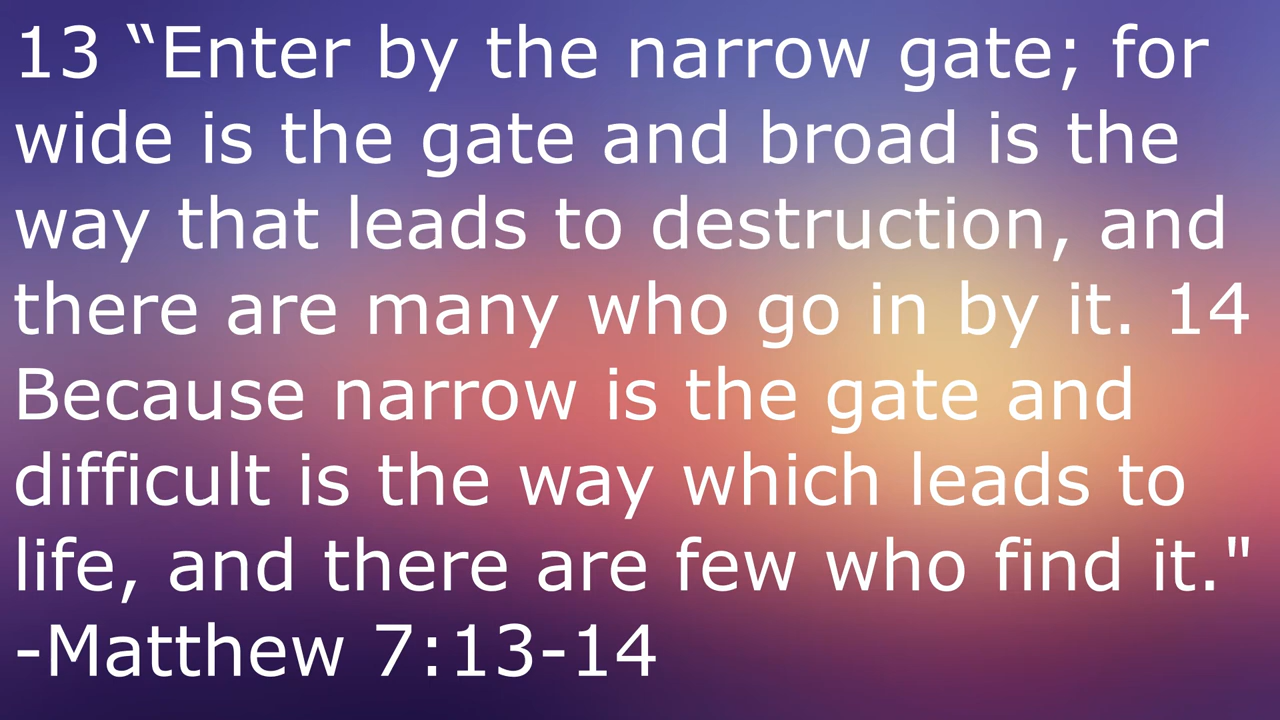 13 “Enter by the narrow gate; for
wide is the gate and broad is the
way that leads to destruction, and
there are many who go in by it. 14
Because narrow is the gate and
difficult is the way which leads to
life, and there are few who find it."
-Matthew 7:13-14